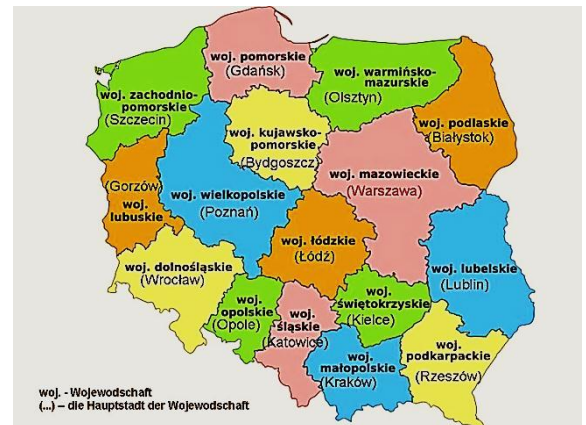 woj. pomorskie
(Gdańsk)
woj. warmińsko-
mazurskie
(Olsztyn)
woj. zachodnio-
pomorskie
(Szczecin)
woj. podlaskie
(Białystok)
woj. kujawsko-
pomorskie
(Bydgoszcz)
woj. mazowieckie
(Warszawa)
(Gorzów)
woj.
lubuskie
woj. wielkopolskie
(Poznań)
woj. łódzkie
(Łódź)
woj. lubelskie
(Lublin)
woj. dolnośląskie
(Wrocław)
woj.
opolskie
(Opole)
woj.
śląskie
(Katowice)
woj.
świętokrzyskie
(Kielce)
woj.
małopolskie
(Kraków)
woj.
podkarpackie
(Rzeszów)
woj. - Wojewodschaft
(...) – die Hauptstadt der Wojewodschaft